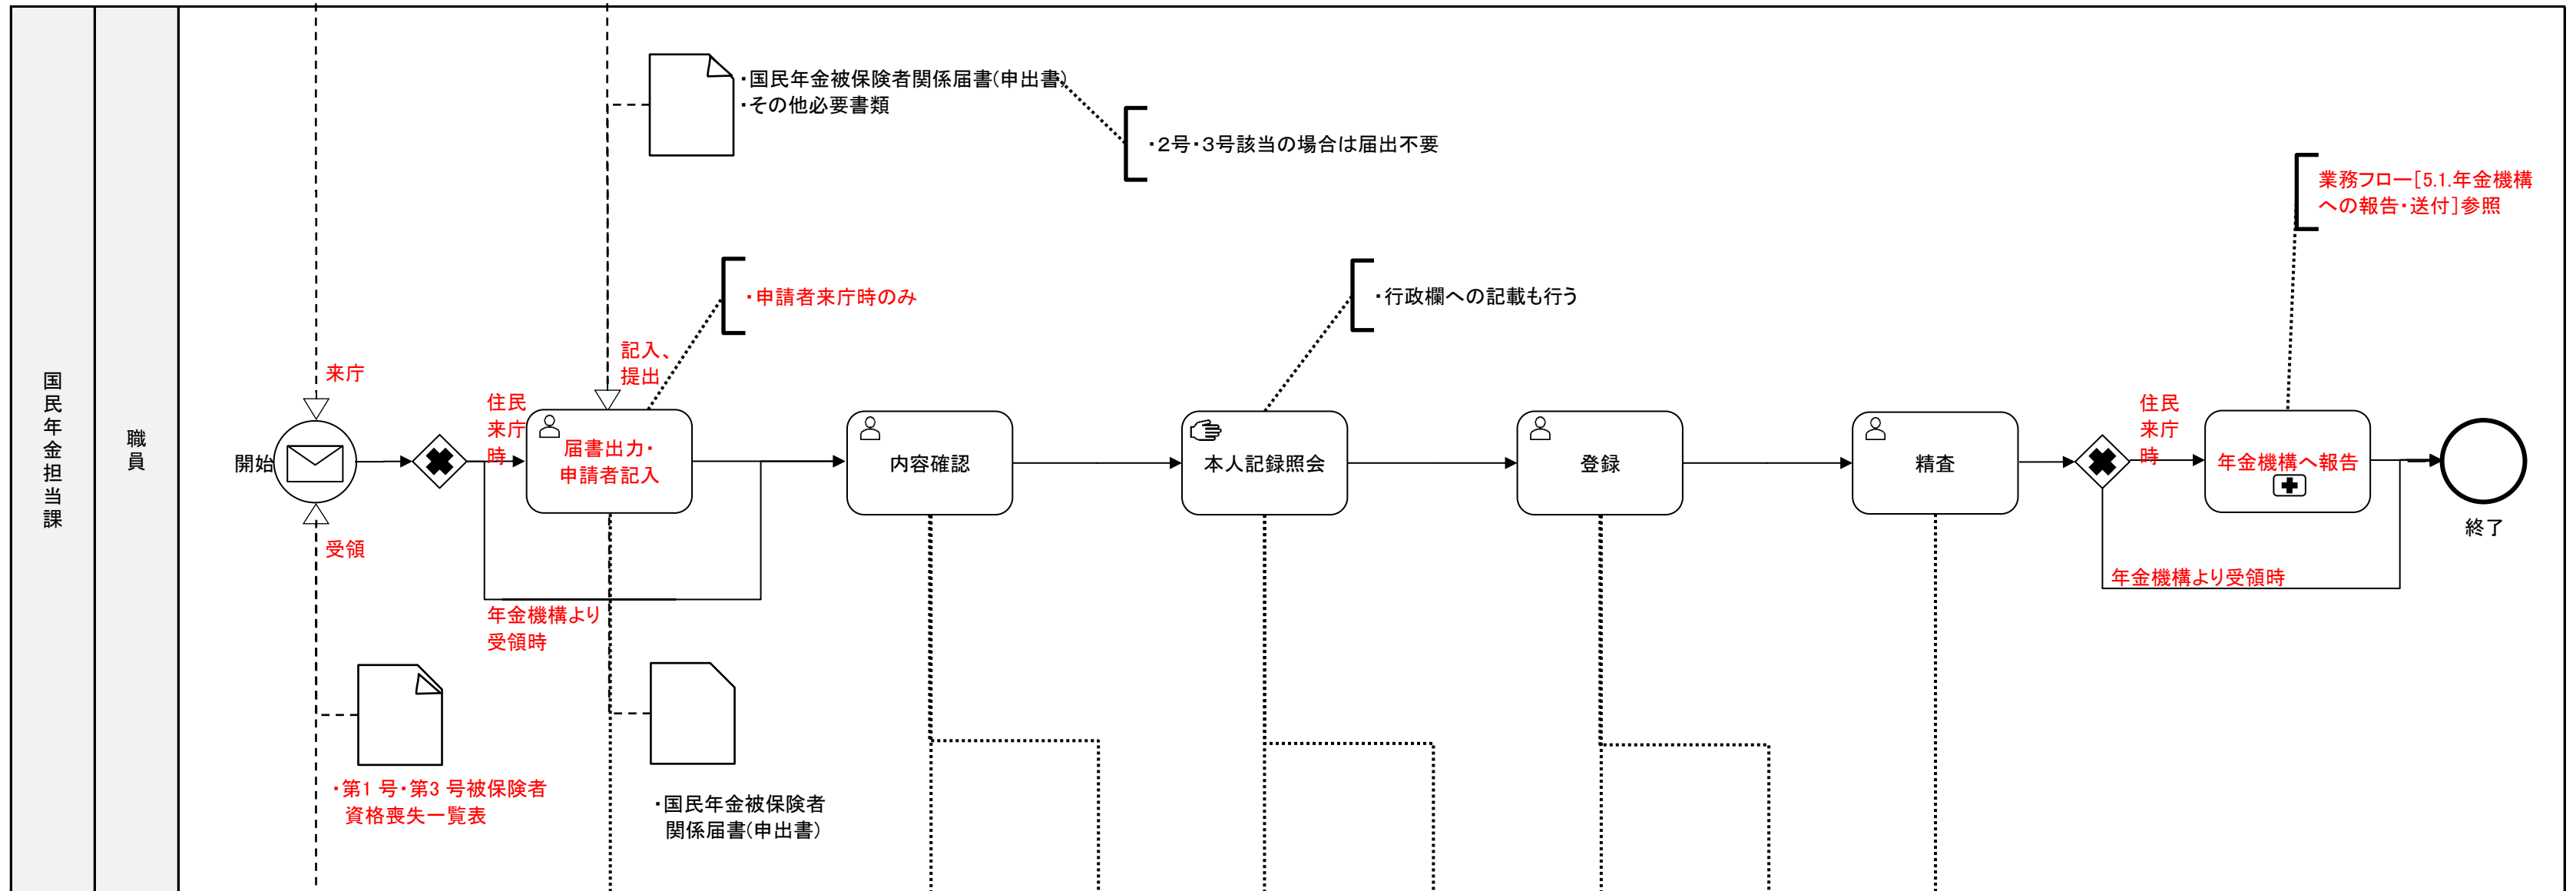 国民年金担当課
職員
・国民年金被保険者関係届書(申出書)
・その他必要書類
・2号・3号該当の場合は届出不要
業務フロー[5.1.年金機構
への報告・送付]参照
・申請者来庁時のみ
・行政欄への記載も行う
来庁
記入、
提出
住民
来庁
時
住民
来庁
時
開始
届書出力・
申請者記入
内容確認
本人記録照会
登録
精査
年金機構へ報告
終了
受領
年金機構より
受領時
年金機構より受領時
・第1 号・第3 号被保険者
資格喪失一覧表
・国民年金被保険者
関係届書(申出書)